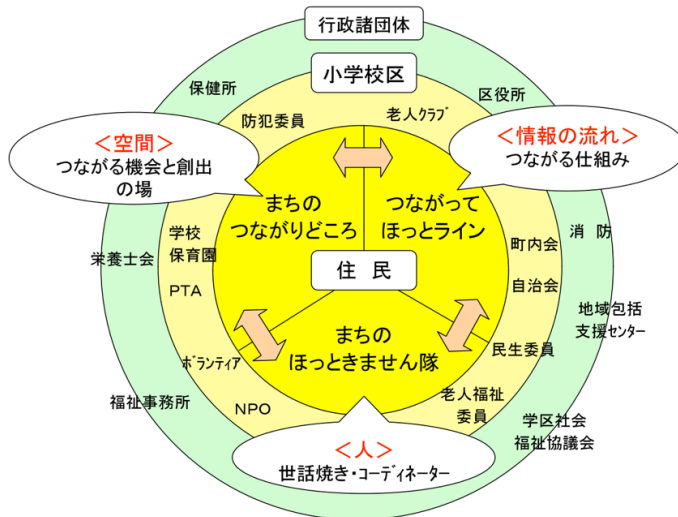 行政諸団体
小学校区
保健所
区役所
防犯委員
老人クラブ
＜空間＞
つながる機会と創出
の場
＜情報の流れ＞
つながる仕組み
まちの
つながりどころ
つながって
ほっとライン
学校
保育園
町内会
消 防
栄養士会
住 民
PTA
自治会
地域包括
支援センター
まちの
ほっときません隊
ボランティア
民生委員
福祉事務所
NPO
老人福祉
委員
学区社会
福祉協議会
＜人＞
世話焼き・コーディネーター